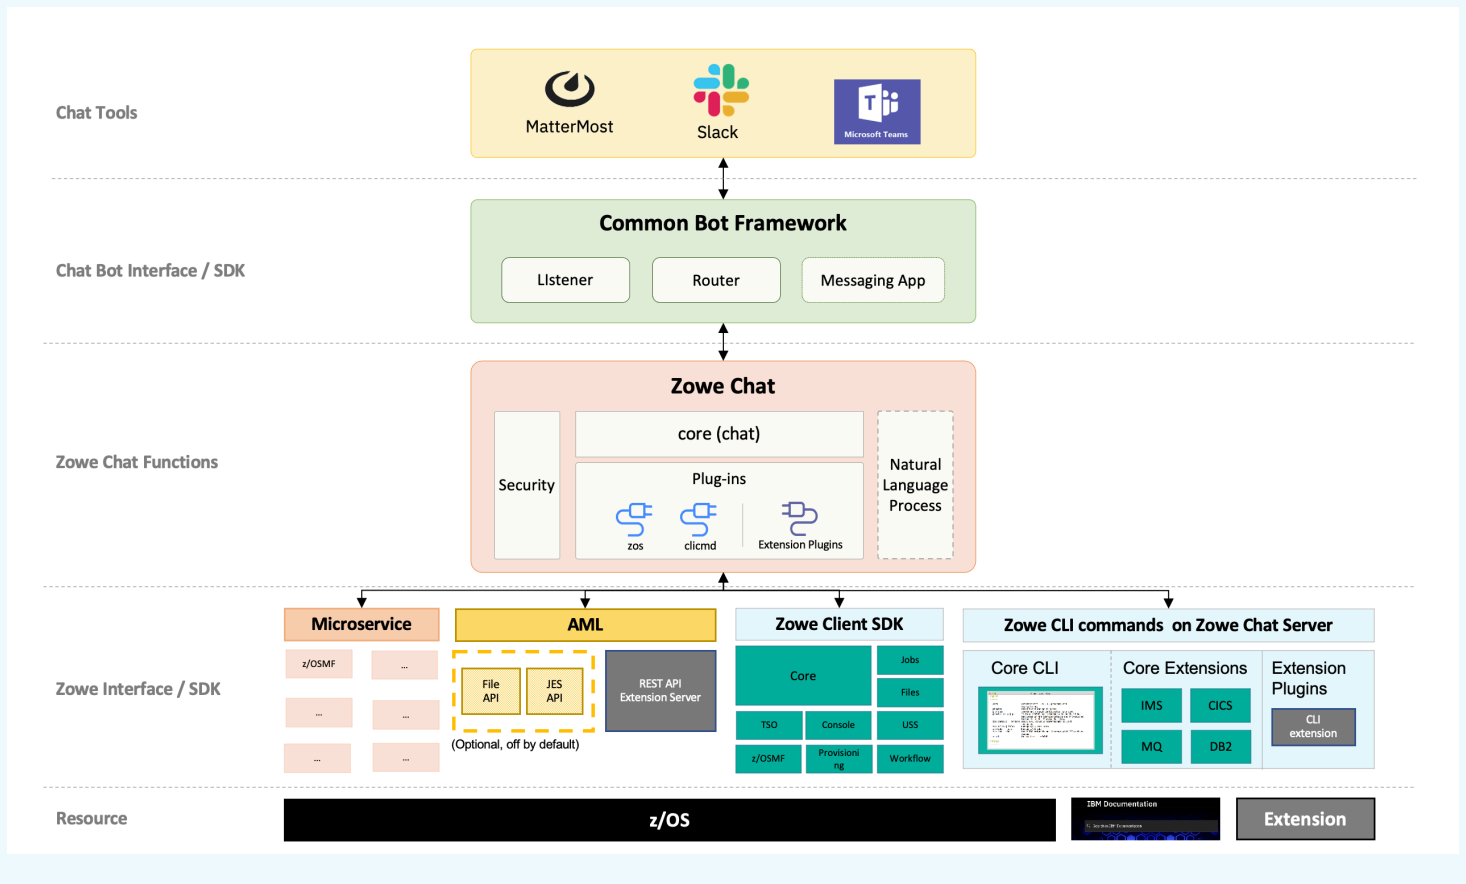 Chat Tools
MatterMost
Slack
Microsoft Teams
Common Bot Framework
Chat Bot Interface / SDK
LIstener
Router
Messaging App
Zowe Chat
Zowe Chat Functions
Security
core (chat)
Plug-ins
zos
clicmd
Extension Plugins
Natural
Language
Process
Zowe Interface / SDK
Microservice
z/OSMF
...
...
...
...
...
AML
File
API
JES
API
(Optional, off by default)
REST API
Extension Server
Zowe Client SDK
Core
Jobs
Files
TSO
Console
USS
z/OSMF
Provisioni
ng
Workflow
Zowe CLI commands on Zowe Chat Server
Core CLI
Core Extensions
IMS
CICS
MQ
DB2
Extension
Plugins
CLI
extension
Resource
z/OS
IBM Documentation
Extension